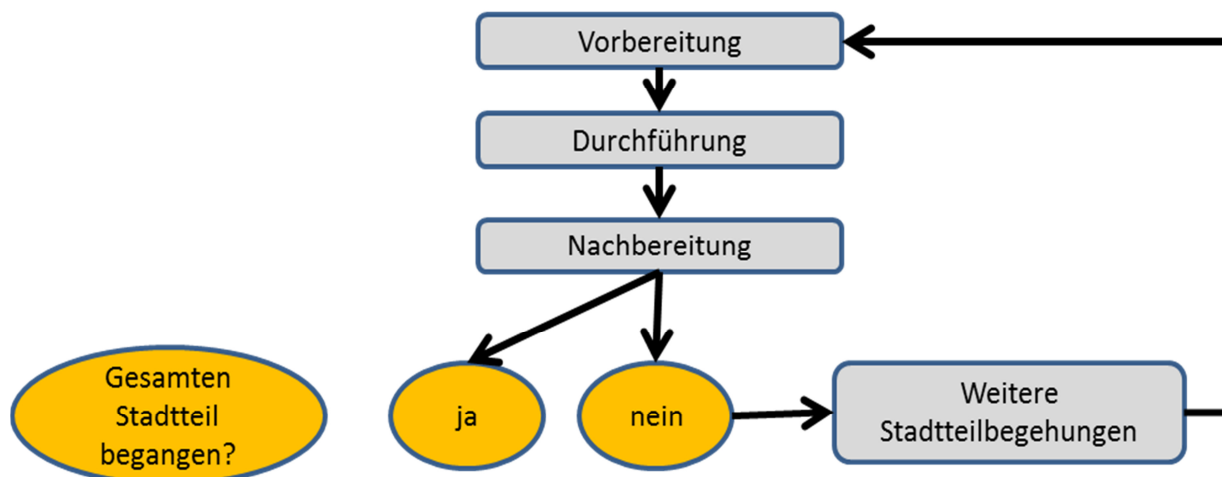 Vorbereitung
Durchführung
Nachbereitung
Gesamten
Stadtteil
begangen?
ja
nein
Weitere
Stadtteilbegehungen